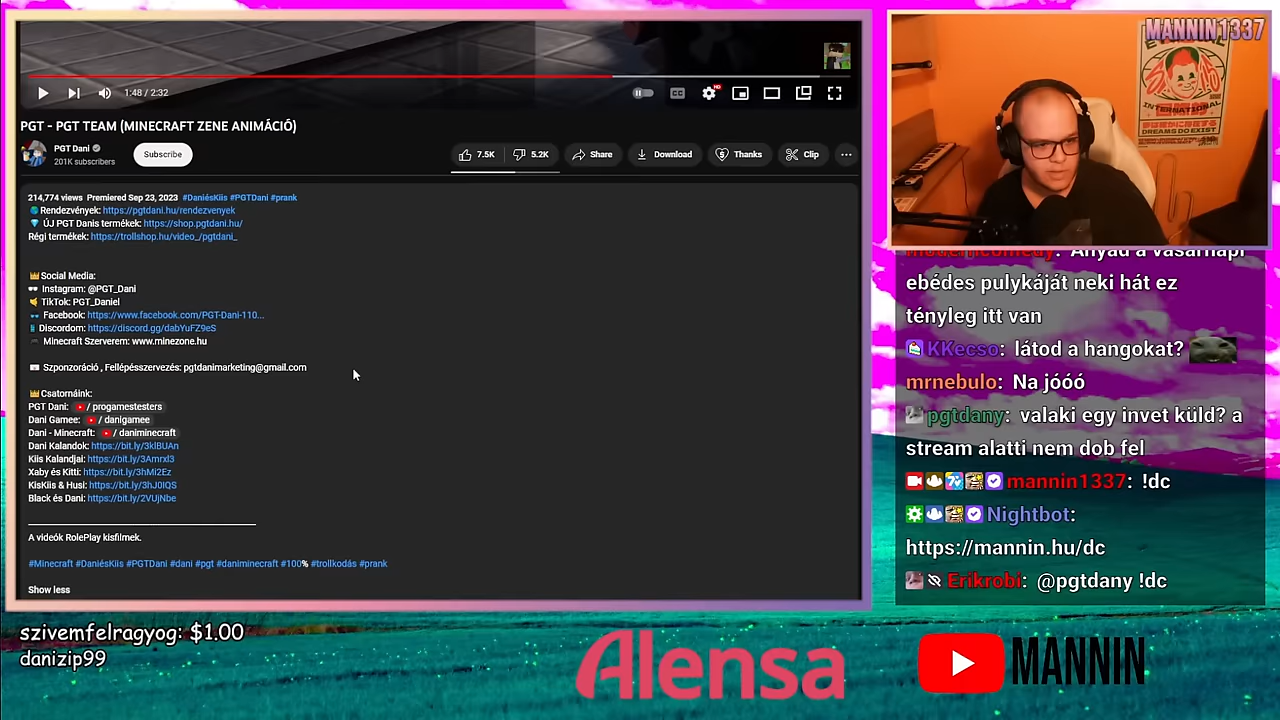 1:48 / 2:32
CC
HD
PGT - PGT TEAM (MINECRAFT ZENE ANIMÁCIÓ)
PGT Dani
201K subscribers
Subscribe
7.5K
5.2K
Share
Download
Thanks
Clip
214,774 views Premiered Sep 23, 2023 #DaniésKiis #PGTDani #prank
Rendezvények: https://pgtdani.hu/rendezvenyek
ÚJ PGT Danis termékek: https://shop.pgtdani.hu/
Régi termékek: https://trollshop.hu/video_/pgtdani_
Social Media:
Instagram: @PGT_Dani
TikTok: PGT_Daniel
Facebook: https://www.facebook.com/PGT-Dani-110...
Discordom: https://discord.gg/dabYuFZ9eS
Minecraft Szerverem: www.minezone.hu
Szponzoráció , Fellépésszervezés: pgtdanimarketing@gmail.com
Csatornáink:
PGT Dani: / progamestesters
Dani Gamee: / danigamee
Dani - Minecraft: / daniminecraft
Dani Kalandok: https://bit.ly/3klBUAn
Kiis Kalandjai: https://bit.ly/3Amrxl3
Xaby és Kitti: https://bit.ly/3hMi2Ez
KisKiis & Husi: https://bit.ly/3hJ0IQS
Black és Dani: https://bit.ly/2VUjNbe
A videók RolePlay kisfilmek.
#Minecraft #DaniésKiis #PGTDani #dani #pgt #daniminecraft #100% #trollkodás #prank
Show less
MANNIN1337
INTERNATIONAL
DREAMS DO EXIST
moderncomedy: Anyád a vasárnapi
ebédes pulykáját neki hát ez
tényleg itt van
KKecso: látod a hangokat?
mrnebulo: Na jóóó
pgtdany: valaki egy invet küld? a
stream alatti nem dob fel
mannin1337: !dc
Nightbot:
https://mannin.hu/dc
Erikrobi: @pgtdany !dc
szivemfelragyog: $1.00
danizip99
Alensa
MANNIN